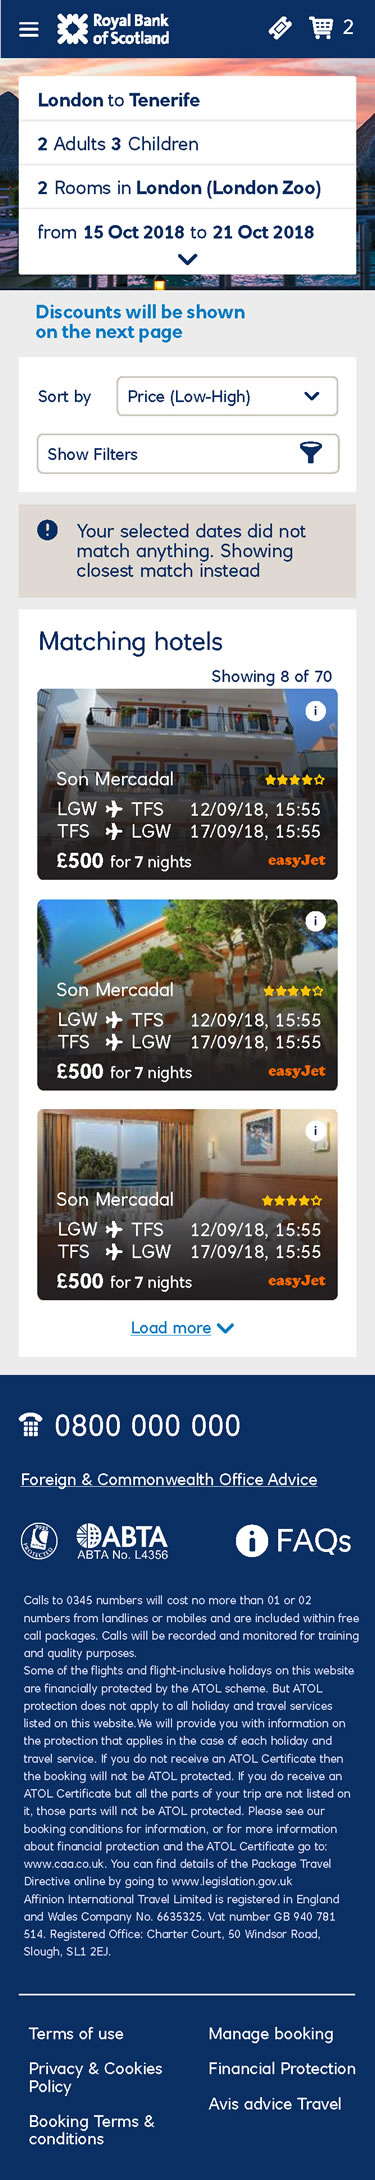 Royal Bank
of Scotland
2
London to Tenerife
2 Adults 3 Children
2 Rooms in London (London Zoo)
from 15 Oct 2018 to 21 Oct 2018
Discounts will be shown
on the next page
Sort by
Price (Low-High)
Show Filters
Your selected dates did not
match anything. Showing
closest match instead
Matching hotels
Showing 8 of 70
i
Son Mercadal
LGW TFS 12/09/18, 15:55
TFS LGW 17/09/18, 15:55
£500 for 7 nights easyJet
i
Son Mercadal
LGW TFS 12/09/18, 15:55
TFS LGW 17/09/18, 15:55
£500 for 7 nights easyJet
i
Son Mercadal
LGW TFS 12/09/18, 15:55
TFS LGW 17/09/18, 15:55
£500 for 7 nights easyJet
Load more
0800 000 000
Foreign & Commonwealth Office Advice
ABTA
ABTA No. L4356
i FAQs
Calls to 0345 numbers will cost no more than 01 or 02
numbers from landlines or mobiles and are included within free
call packages. Calls will be recorded and monitored for training
and quality purposes.
Some of the flights and flight-inclusive holidays on this website
are financially protected by the ATOL scheme. But ATOL
protection does not apply to all holiday and travel services
listed on this website.We will provide you with information on
the protection that applies in the case of each holiday and
travel service. If you do not receive an ATOL Certificate then
the booking will not be ATOL protected. If you do receive an
ATOL Certificate but all the parts of your trip are not listed on
it, those parts will not be ATOL protected. Please see our
booking conditions for information, or for more information
about financial protection and the ATOL Certificate go to:
www.caa.co.uk. You can find details of the Package Travel
Directive online by going to www.legislation.gov.uk
Affinion International Travel Limited is registered in England
and Wales Company No. 6635325. Vat number GB 940 781
514. Registered Office: Charter Court, 50 Windsor Road,
Slough, SL1 2EJ.
Terms of use
Privacy & Cookies
Policy
Booking Terms &
conditions
Manage booking
Financial Protection
Avis advice Travel